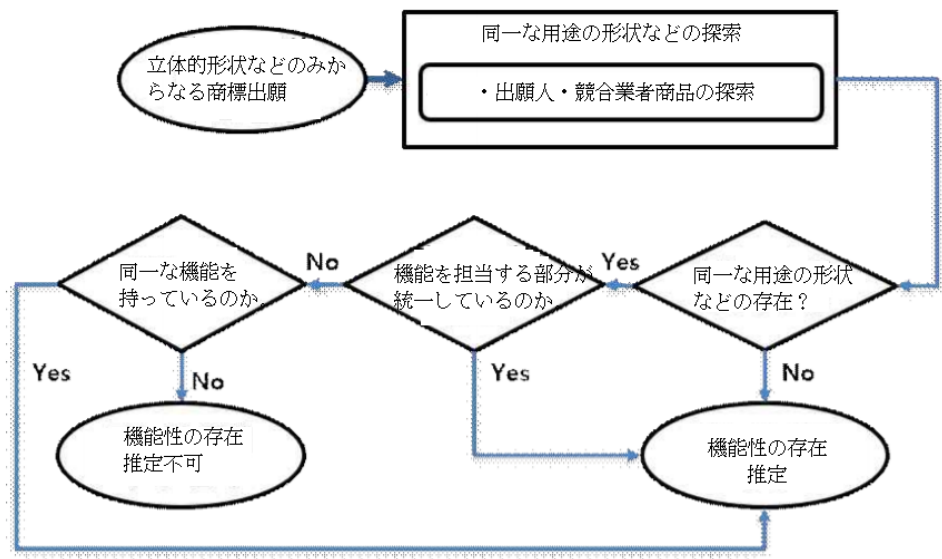 立体的形状などのみか
らなる商標出願
同一な用途の形状などの探索
・出願人・競合業者商品の探索
同一な用途の形状
などの存在？
Yes
機能を担当する部分が
統一しているのか
No
同一な機能を
持っているのか
Yes
No
Yes
No
機能性の存在
推定不可
機能性の存在
推定